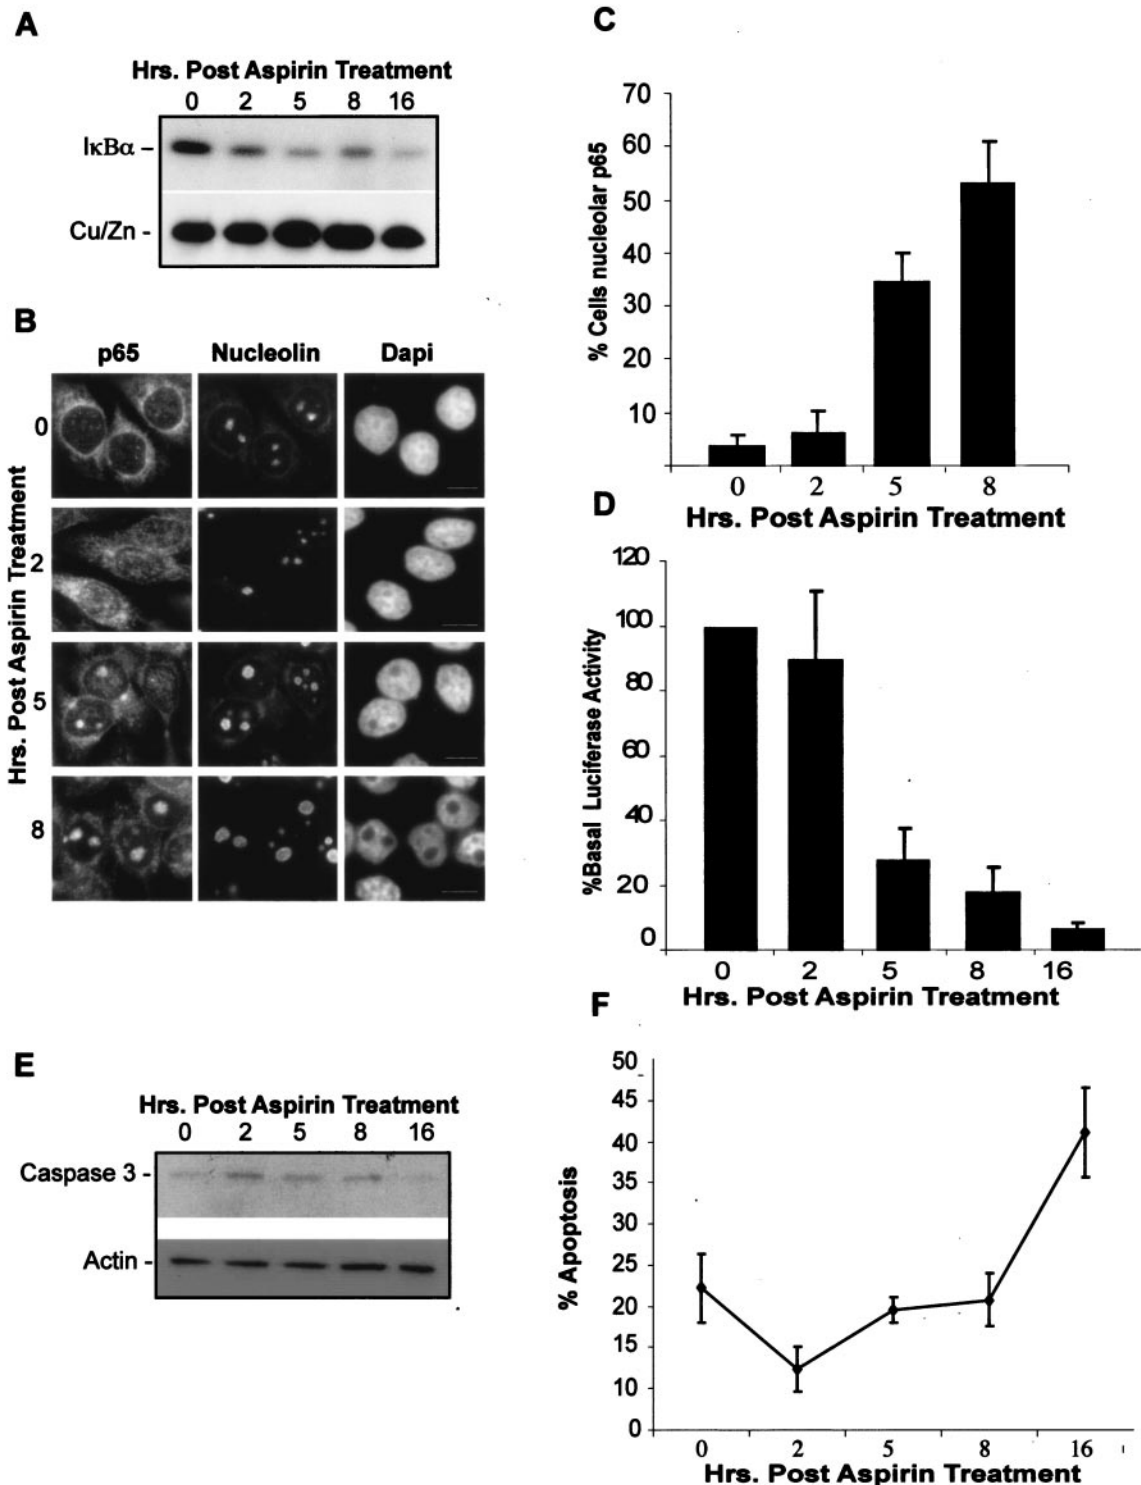 A
Hrs. Post Aspirin Treatment
0 2 5 8 16
IκBα –
Cu/Zn -
B
p65 Nucleolin Dapi
Hrs. Post Aspirin Treatment
0
2
5
8
C
% Cells nucleolar p65
70
60
50
40
30
20
10
0 2 5 8
Hrs. Post Aspirin Treatment
D
%Basal Luciferase Activity
120
100
80
60
40
20
0
0 2 5 8 16
Hrs. Post Aspirin Treatment
E
Hrs. Post Aspirin Treatment
0 2 5 8 16
Caspase 3 -
Actin -
F
% Apoptosis
50
45
40
35
30
25
20
15
10
0
0 2 5 8 16
Hrs. Post Aspirin Treatment